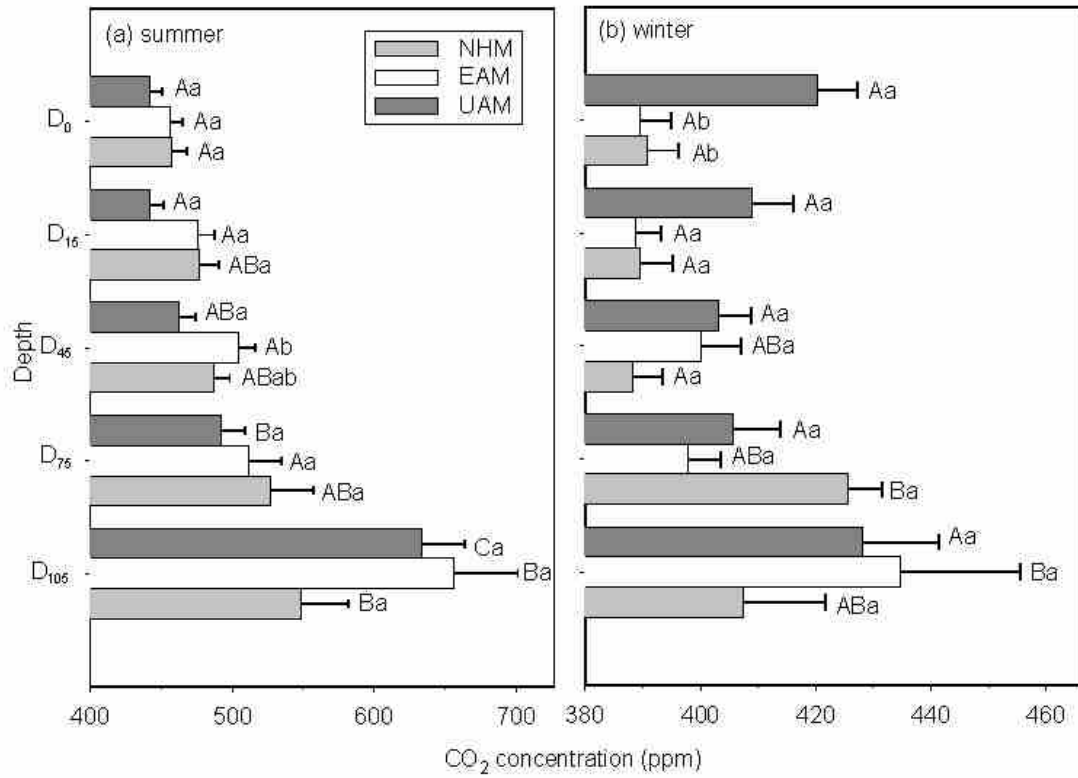 (a) summer
NHM
EAM
UAM
(b) winter
Depth
D0
Aa
Aa
Aa
Aa
Ab
Ab
D15
Aa
Aa
ABa
Aa
Aa
Aa
D45
ABa
Ab
ABab
Aa
ABa
Aa
D75
Ba
Aa
ABa
Aa
ABa
Ba
D105
Ca
Ba
Ba
Aa
Ba
ABa
400 500 600 700
380 400 420 440 460
CO2 concentration (ppm)